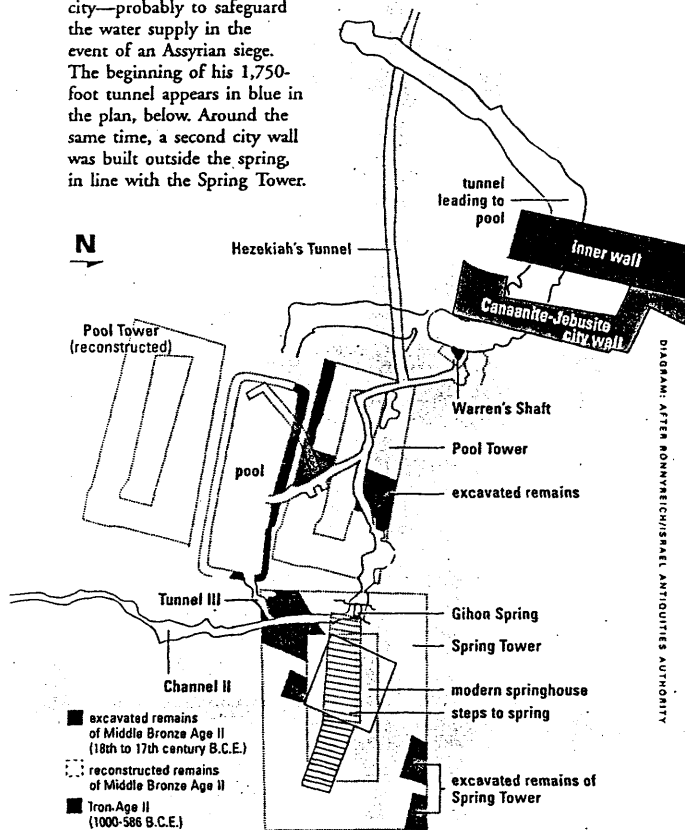 city—probably to safeguard
the water supply in the
event of an Assyrian siege.
The beginning of his 1,750-
foot tunnel appears in blue in
the plan, below. Around the
same time, a second city wall
was built outside the spring,
in line with the Spring Tower.
N
tunnel
leading to
pool
Hezekiah's Tunnel
inner wall
Canaanite-Jebusite
city wall
Pool Tower
(reconstructed)
Warren's Shaft
Pool Tower
pool
excavated remains
Tunnel III
Gihon Spring
Spring Tower
Channel II
modern springhouse
steps to spring
excavated remains
of Middle Bronze Age II
(18th to 17th century B.C.E.)
reconstructed remains
of Middle Bronze Age II
Iron Age II
(1000-586 B.C.E.)
excavated remains of
Spring Tower
DIAGRAM: AFTER RONNYREICH/ISRAEL ANTIQUITIES AUTHORITY